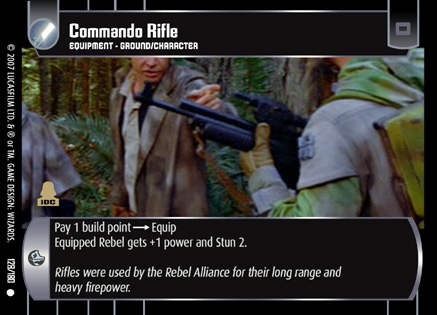 Commando Rifle
EQUIPMENT - GROUND/CHARACTER
IDC
Pay 1 build point → Equip
Equipped Rebel gets +1 power and Stun 2.
Rifles were used by the Rebel Alliance for their long range and
heavy firepower.
© 2007 LUCASFILM LTD. & ® or TM. GAME DESIGN: WIZARDS.
128/180